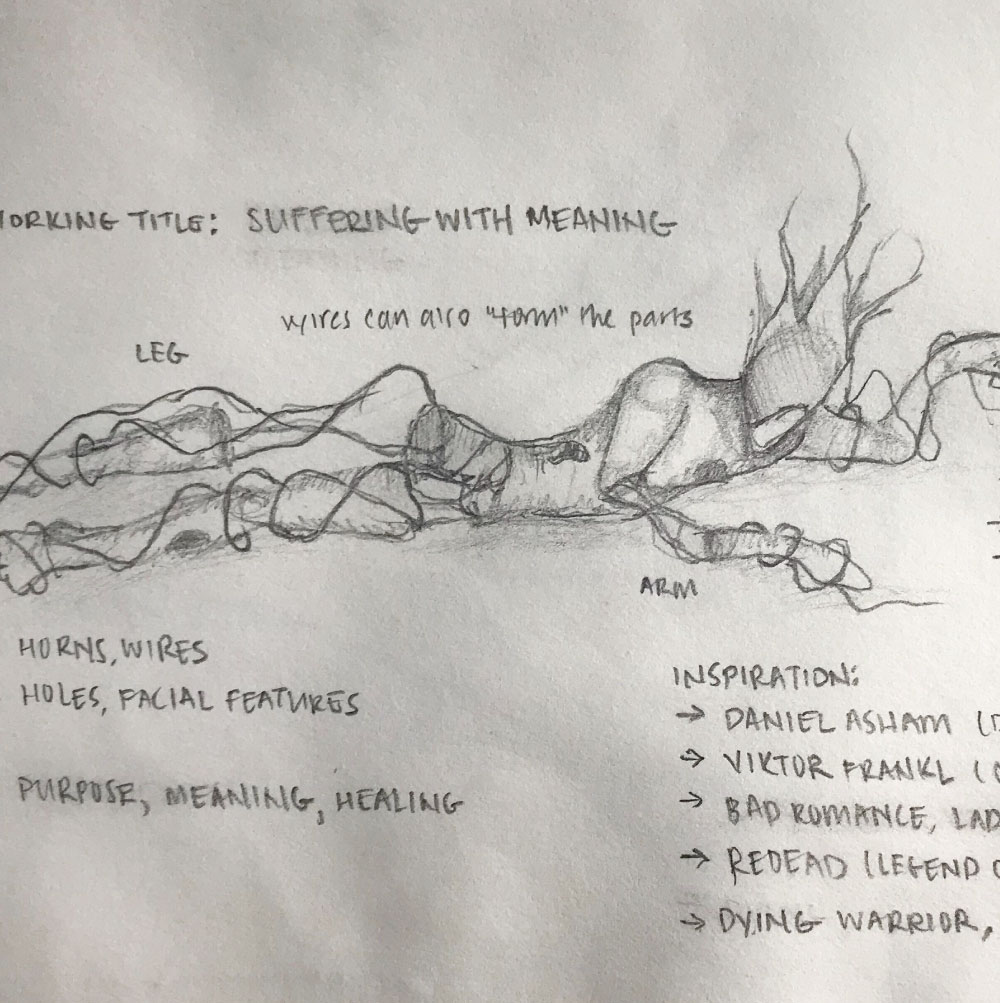 WORKING TITLE: SUFFERING WITH MEANING
wires can also "form" the parts
LEG
ARM
HORNS, WIRES
HOLES, FACIAL FEATURES
PURPOSE, MEANING, HEALING
INSPIRATION:
→ DANIEL ASHAM (
→ VIKTOR FRANKL (
→ BAD ROMANCE, LAD
→ REDEAD (LEGEND
→ DYING WARRIOR,